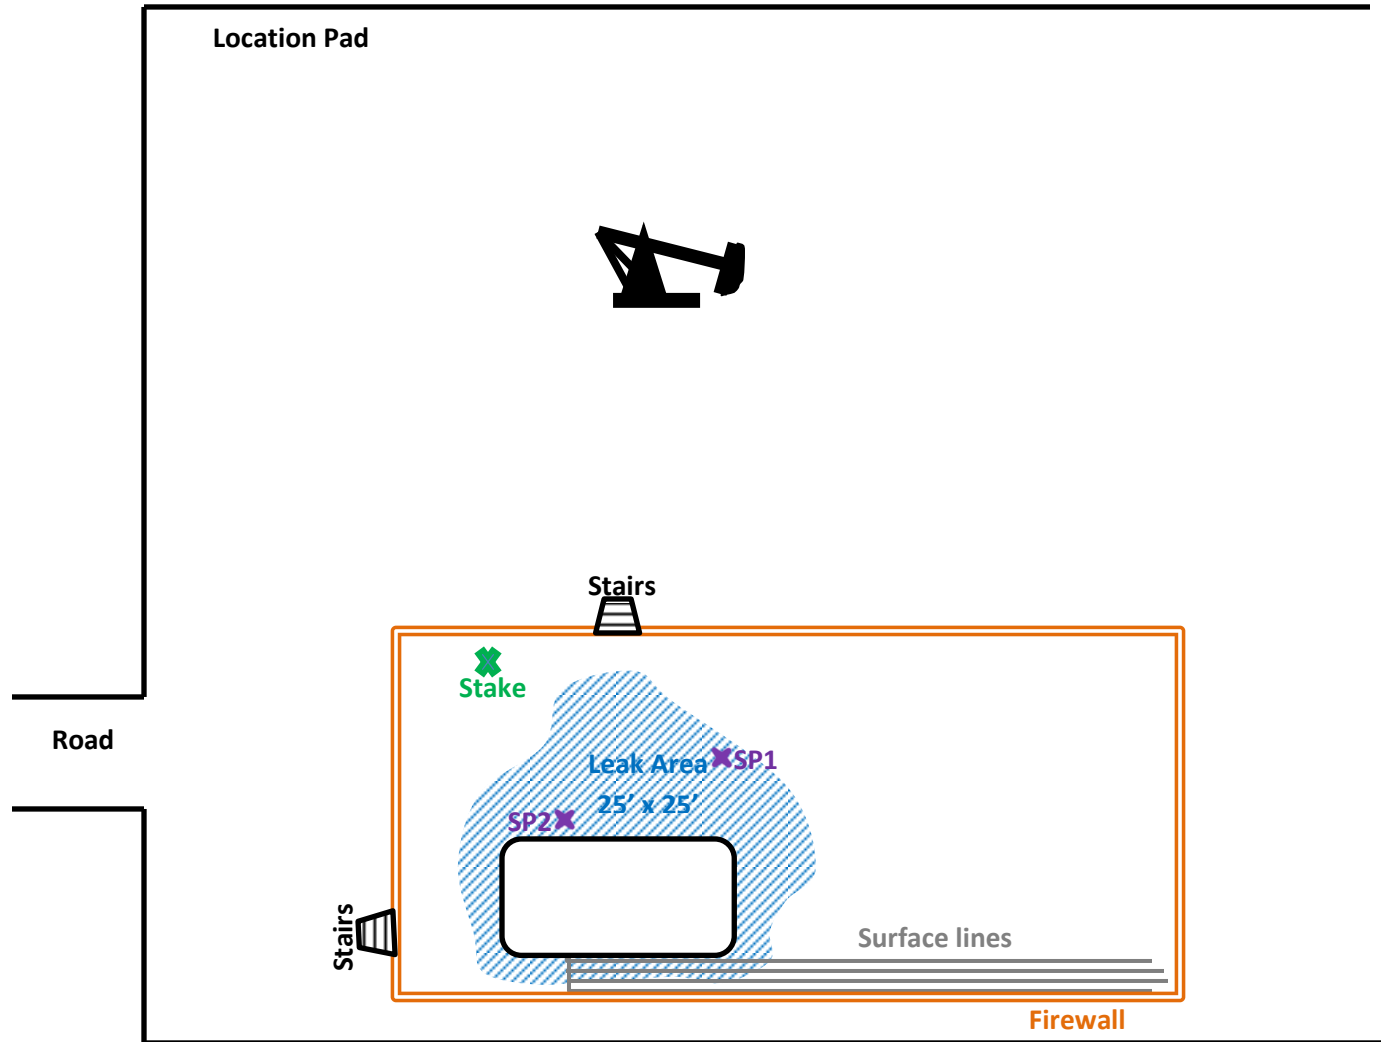 Location Pad
Stairs
Stake
Road
Leak Area
SP1
25’ x 25’
SP2
Stairs
Surface lines
Firewall